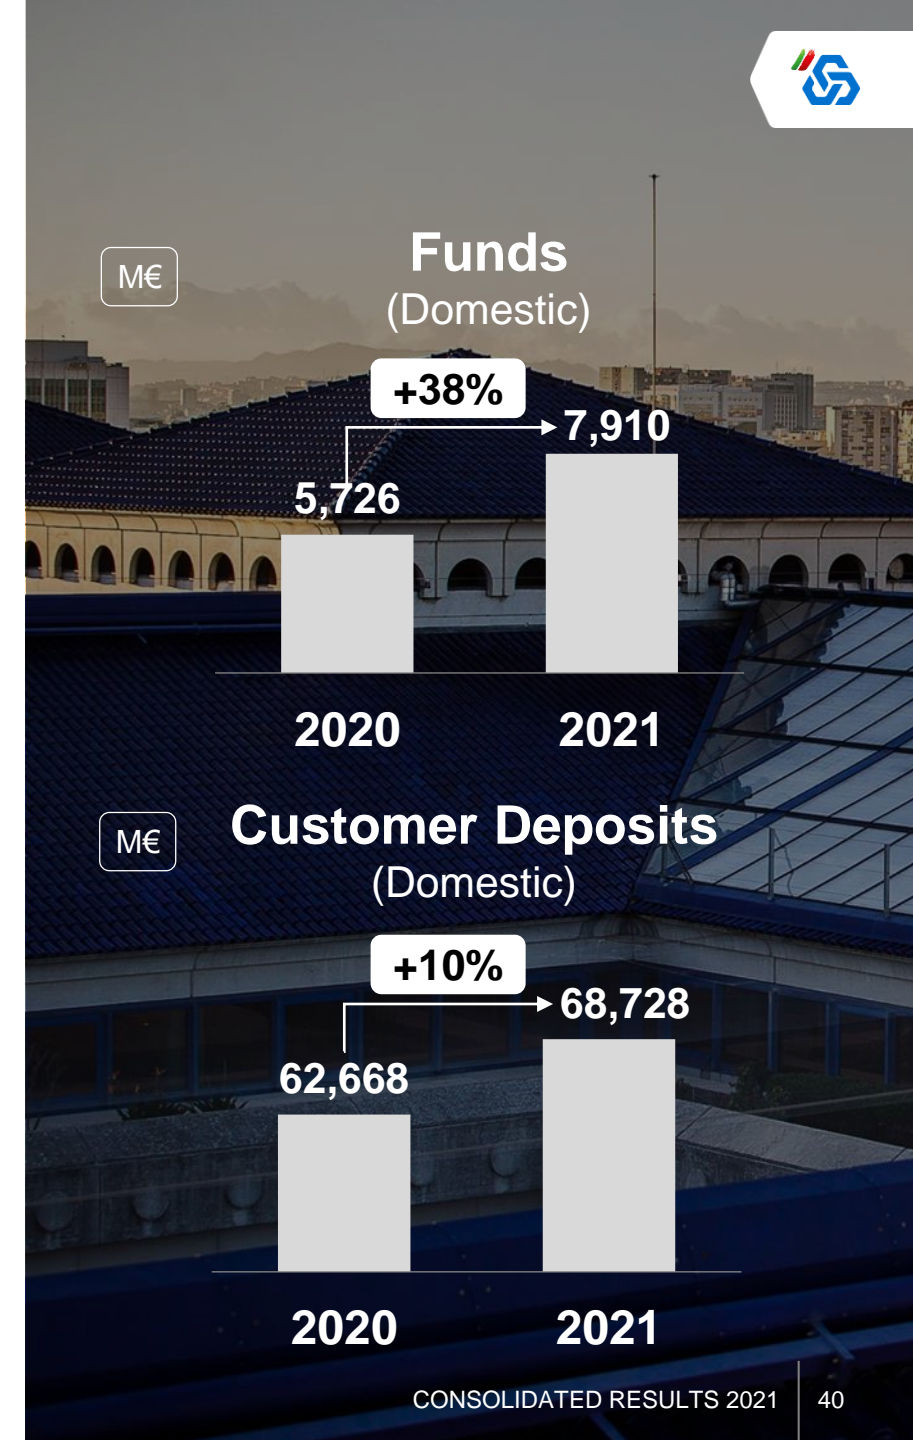 Funds
M€
(Domestic)
+38%
7,910
5,726
2020 2021
Customer Deposits
M€
(Domestic)
+10%
68,728
62,668
2020 2021
CONSOLIDATED RESULTS 2021 40